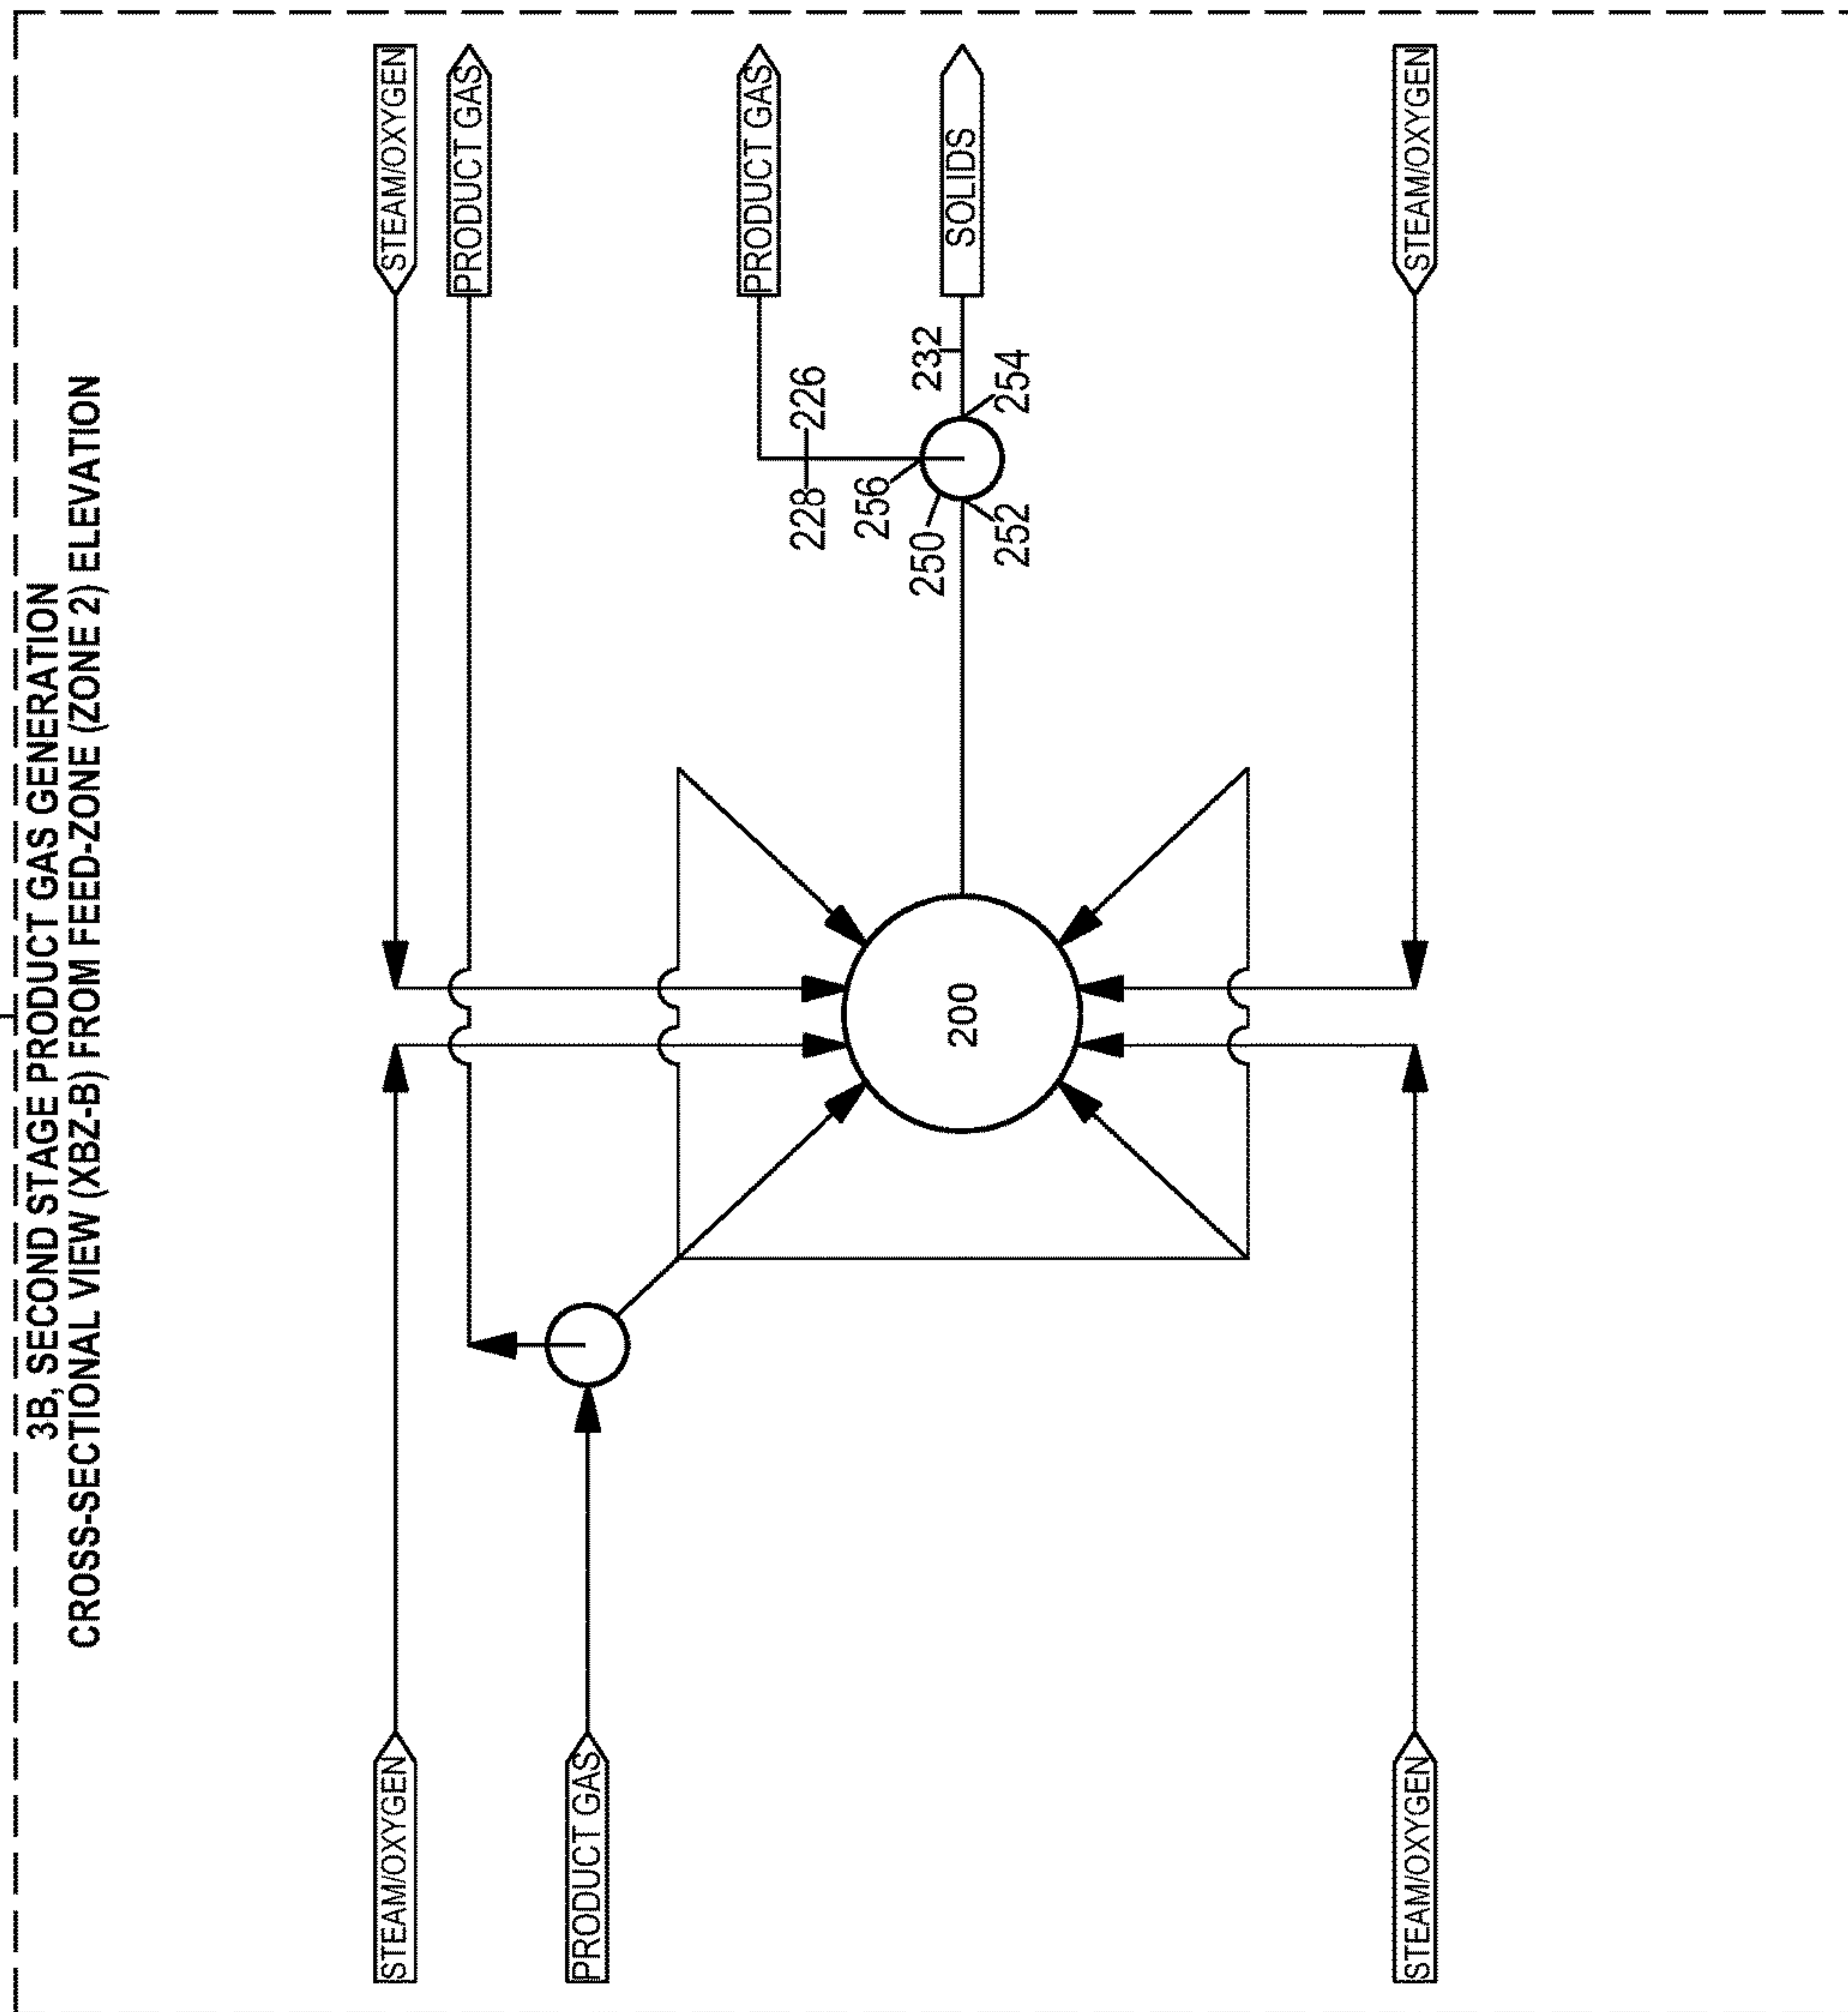 3B, SECOND STAGE PRODUCT GAS GENERATION
CROSS-SECTIONAL VIEW (XBZ-B) FROM FEED-ZONE (ZONE 2) ELEVATION
STEAM/OXYGEN
STEAM/OXYGEN
PRODUCT GAS
PRODUCT GAS
PRODUCT GAS
228
226
256
250
232
SOLIDS
252
254
200
STEAM/OXYGEN
STEAM/OXYGEN